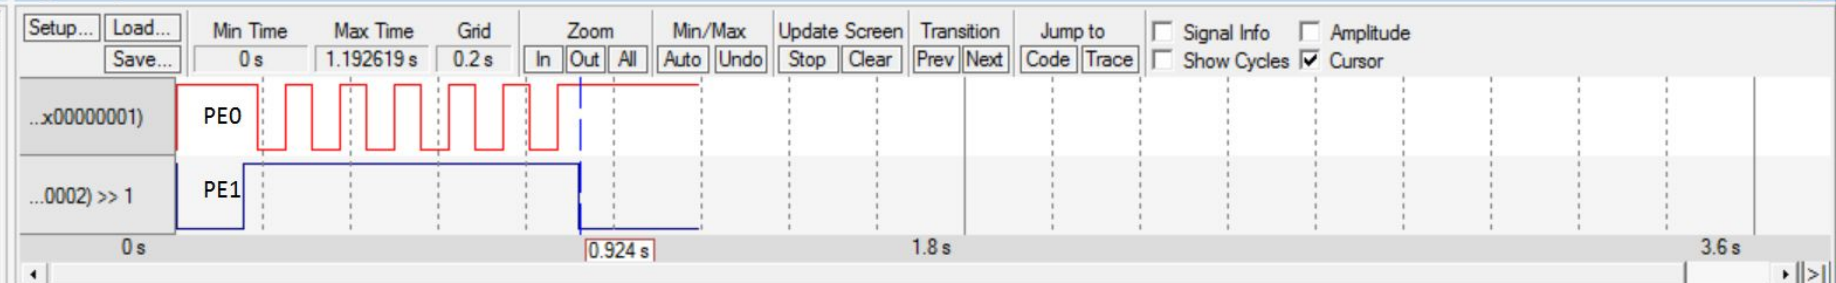 Setup... Load... Min Time Max Time Grid Zoom Min/Max Update Screen Transition Jump to Signal Info Amplitude
Save... 0 s 1.192619 s 0.2 s In Out All Auto Undo Stop Clear Prev Next Code Trace Show Cycles Cursor
...x00000001) PE0
...0002) >> 1 PE1
0 s 0.924 s 1.8 s 3.6 s